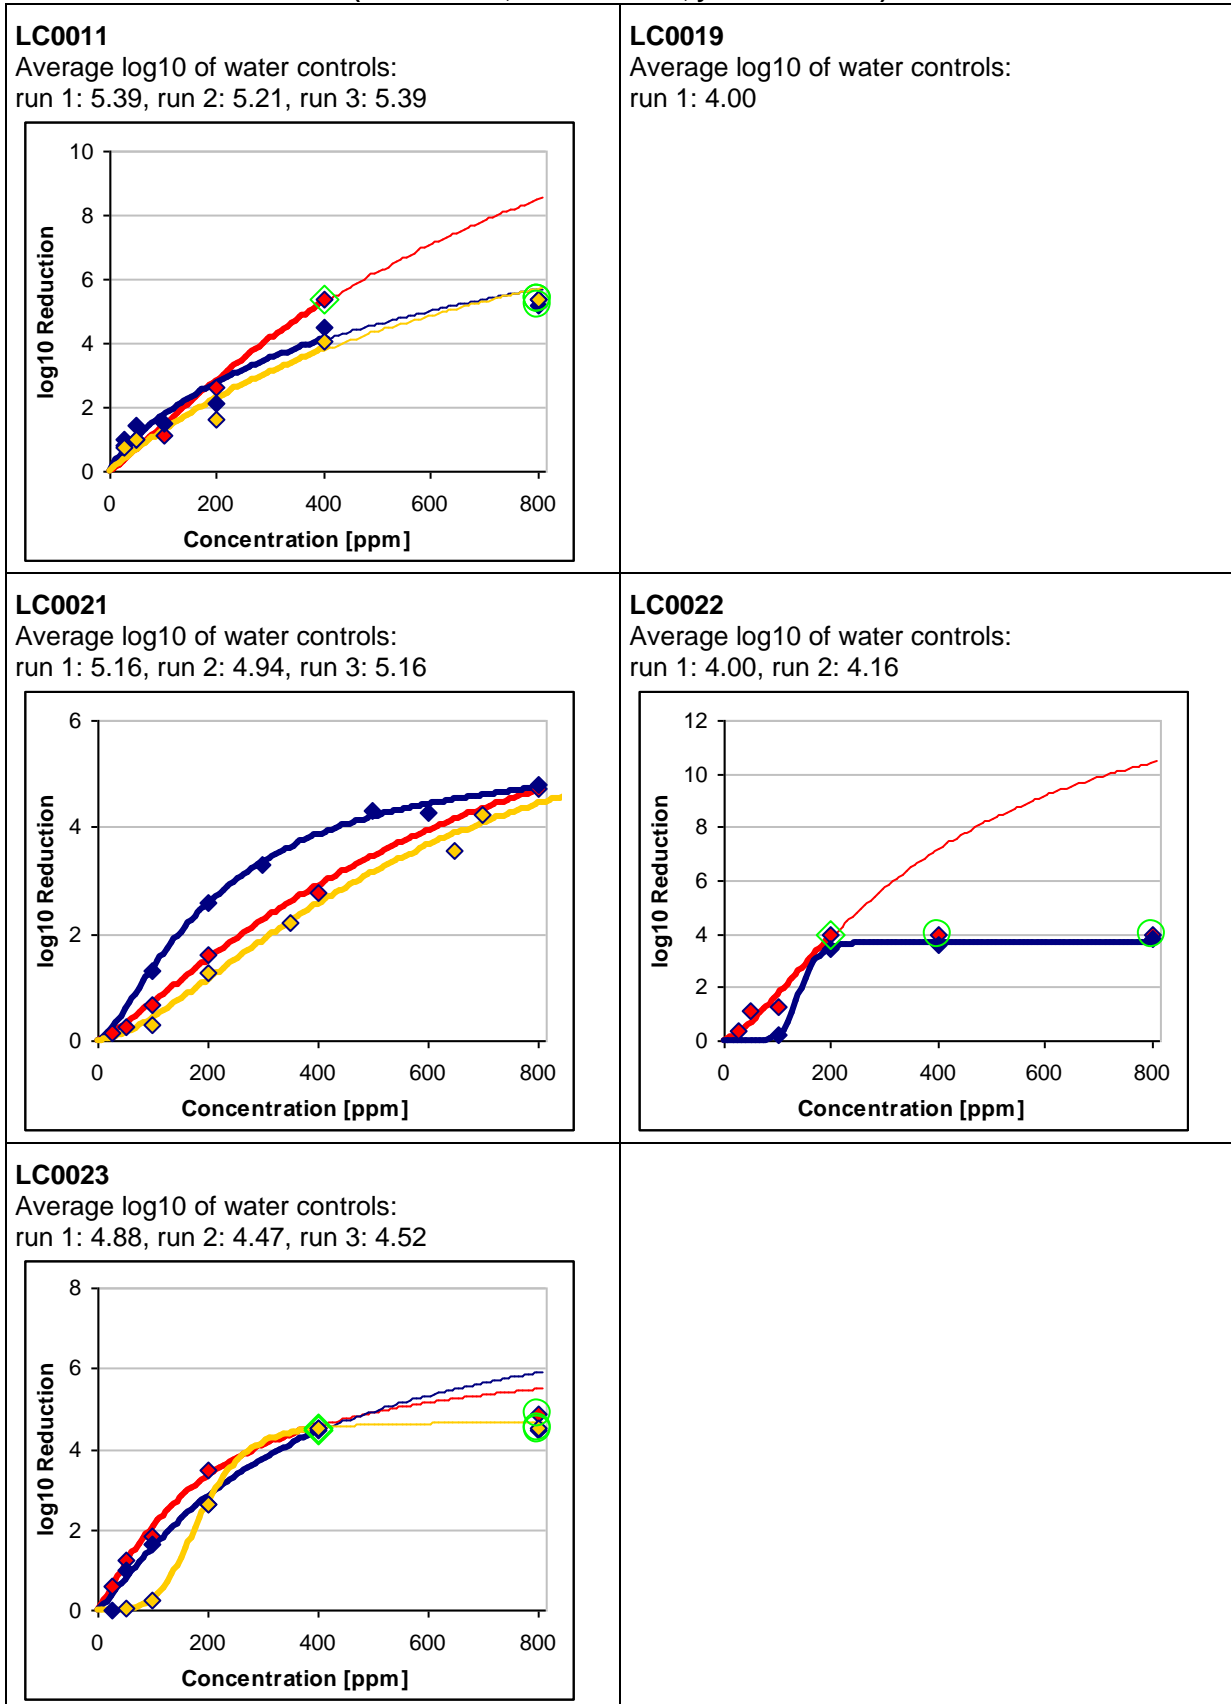 LC0011
Average log10 of water controls:
run 1: 5.39, run 2: 5.21, run 3: 5.39
10
8
6
4
2
0
log10 Reduction
0 200 400 600 800
Concentration [ppm]
LC0019
Average log10 of water controls:
run 1: 4.00
LC0021
Average log10 of water controls:
run 1: 5.16, run 2: 4.94, run 3: 5.16
6
4
2
0
log10 Reduction
0 200 400 600 800
Concentration [ppm]
LC0022
Average log10 of water controls:
run 1: 4.00, run 2: 4.16
12
10
8
6
4
2
0
log10 Reduction
0 200 400 600 800
Concentration [ppm]
LC0023
Average log10 of water controls:
run 1: 4.88, run 2: 4.47, run 3: 4.52
8
6
4
2
0
log10 Reduction
0 200 400 600 800
Concentration [ppm]